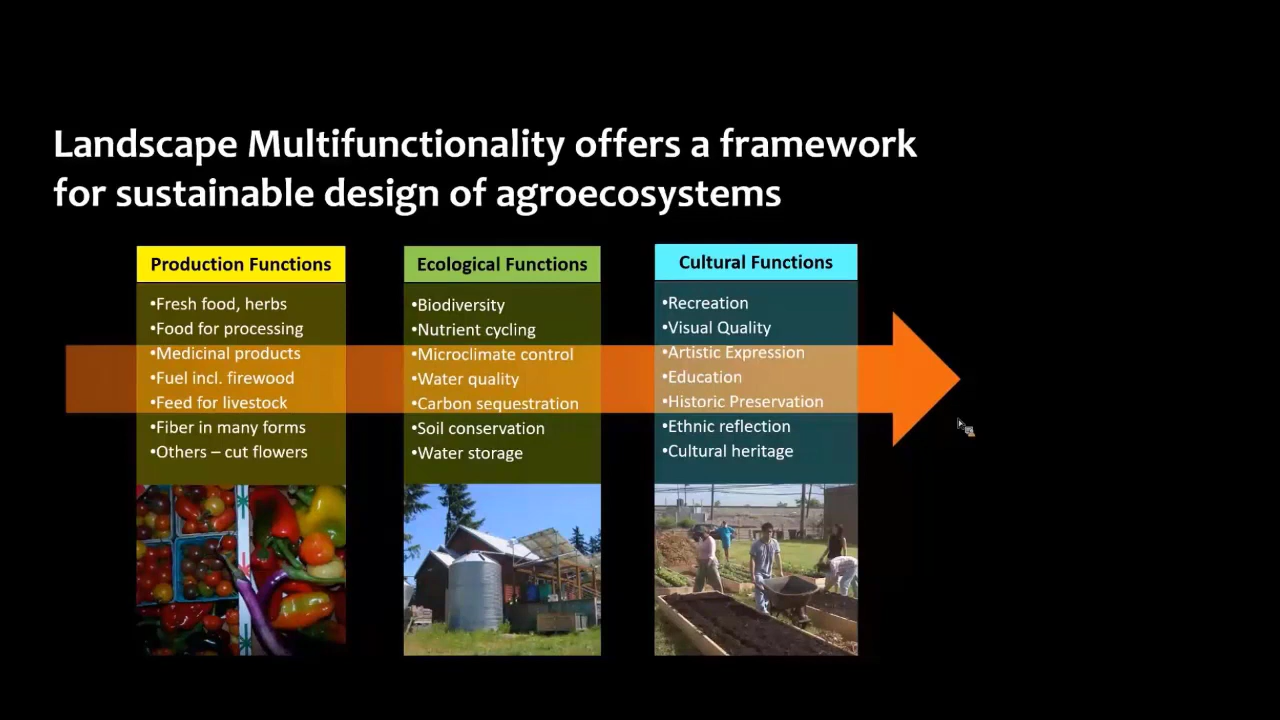 Landscape Multifunctionality offers a framework
for sustainable design of agroecosystems
Production Functions
•Fresh food, herbs
•Food for processing
•Medicinal products
•Fuel incl. firewood
•Feed for livestock
•Fiber in many forms
•Others – cut flowers
Ecological Functions
•Biodiversity
•Nutrient cycling
•Microclimate control
•Water quality
•Carbon sequestration
•Soil conservation
•Water storage
Cultural Functions
•Recreation
•Visual Quality
•Artistic Expression
•Education
•Historic Preservation
•Ethnic reflection
•Cultural heritage